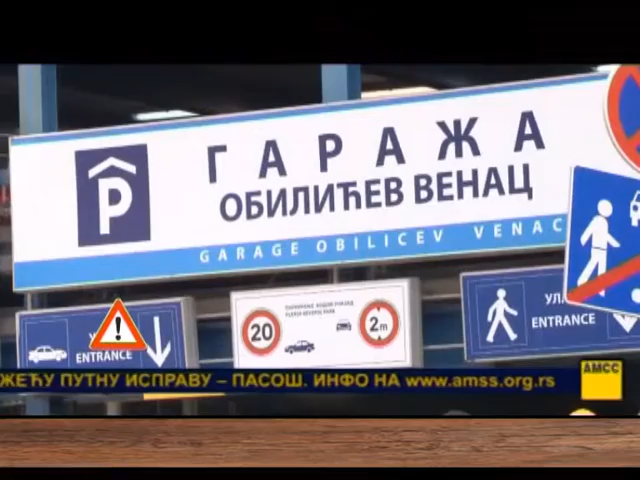 P
ГАРАЖА
ОБИЛИЋЕВ ВЕНАЦ
GARAGE OBILICEV VENAC
ENTRANCE
20
2m
УЛА
ENTRANCE
ЖЕЋУ ПУТНУ ИСПРАВУ – ПАСОШ. ИНФО НА www.amss.org.rs
АМСС